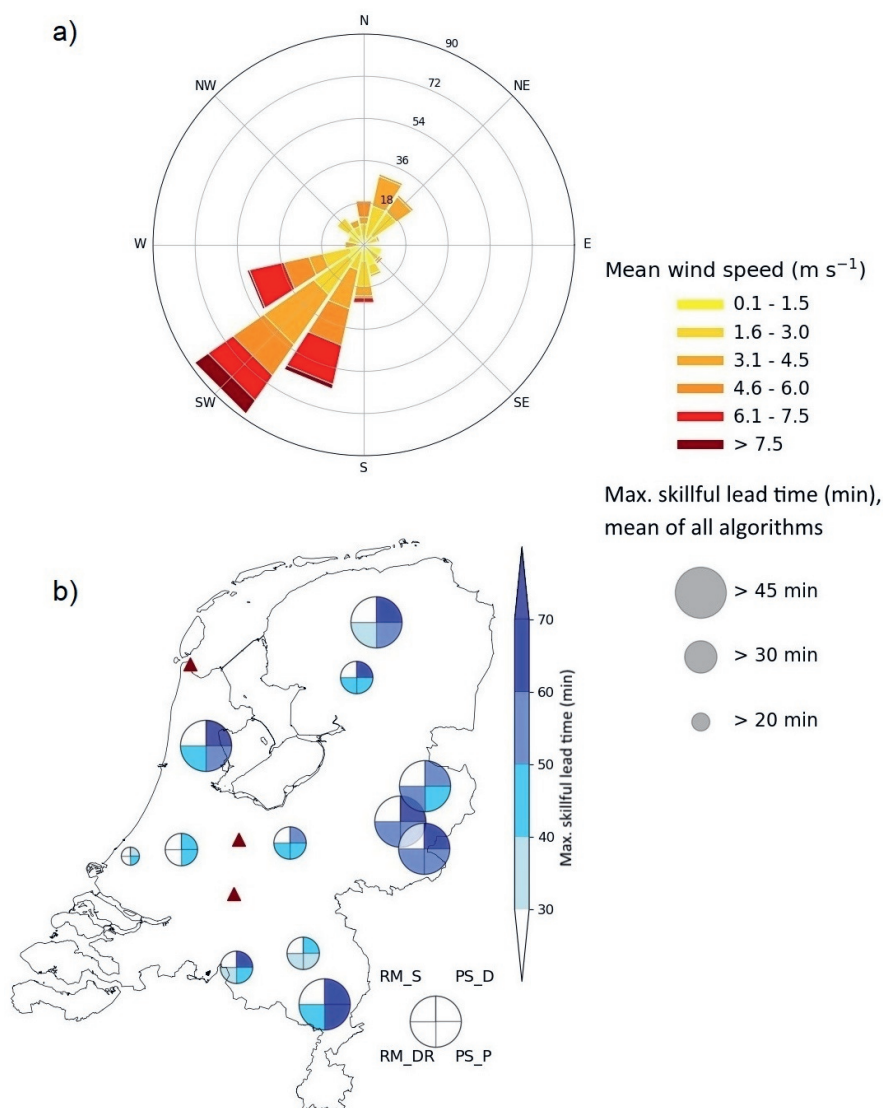 a)
N
90
NW
NE
72
54
36
18
W
E
SW
SE
S
Mean wind speed (m s⁻¹)
0.1 - 1.5
1.6 - 3.0
3.1 - 4.5
4.6 - 6.0
6.1 - 7.5
> 7.5
Max. skillful lead time (min),
mean of all algorithms
> 45 min
> 30 min
> 20 min
b)
70
60
50
40
30
Max. skillful lead time (min)
RM_S PS_D
RM_DR PS_P